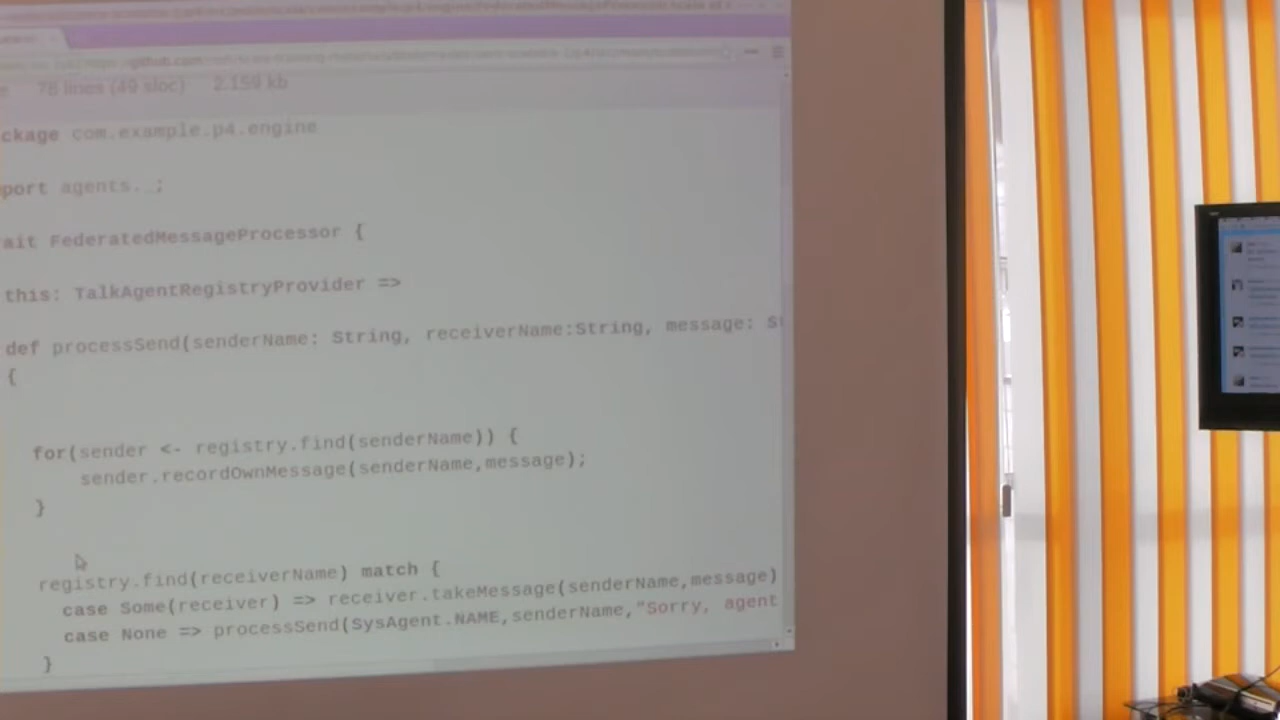 78 lines (49 sloc) 2.159 kb
ckage com.example.p4.engine
port agents._;
ait FederatedMessageProcessor {
this: TalkAgentRegistryProvider =>
def processSend(senderName: String, receiverName:String, message: St
{
for(sender <- registry.find(senderName)) {
sender.recordOwnMessage(senderName,message);
}
registry.find(receiverName) match {
case Some(receiver) => receiver.takeMessage(senderName,message)
case None => processSend(SysAgent.NAME,senderName,"Sorry, agent
}